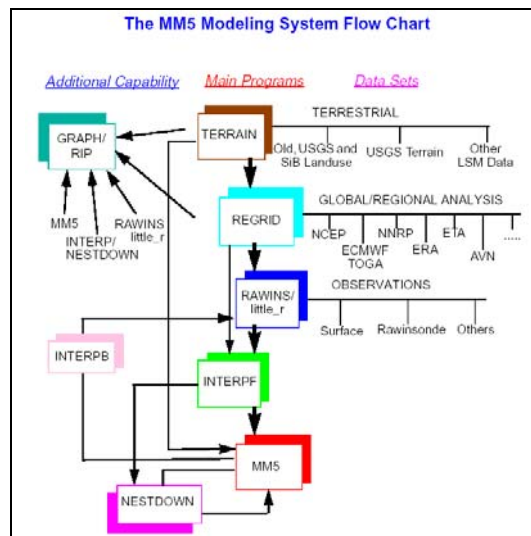 The MM5 Modeling System Flow Chart
Additional Capability
Main Programs
Data Sets
TERRESTRIAL
GRAPH/
RIP
TERRAIN
Old, USGS and
SiB Landuse
USGS Terrain
Other
LSM Data
MM5
INTERP/
NESTDOWN
RAWINS
little_r
REGRID
GLOBAL/REGIONAL ANALYSIS
NCEP
ECMWF
TOGA
NNRP
ERA
ETA
AVN
.....
RAWINS/
little_r
OBSERVATIONS
Surface
Rawinsonde
Others
INTERPB
INTERPF
MM5
NESTDOWN